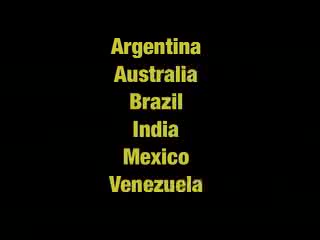 Argentina
Australia
Brazil
India
Mexico
Venezuela